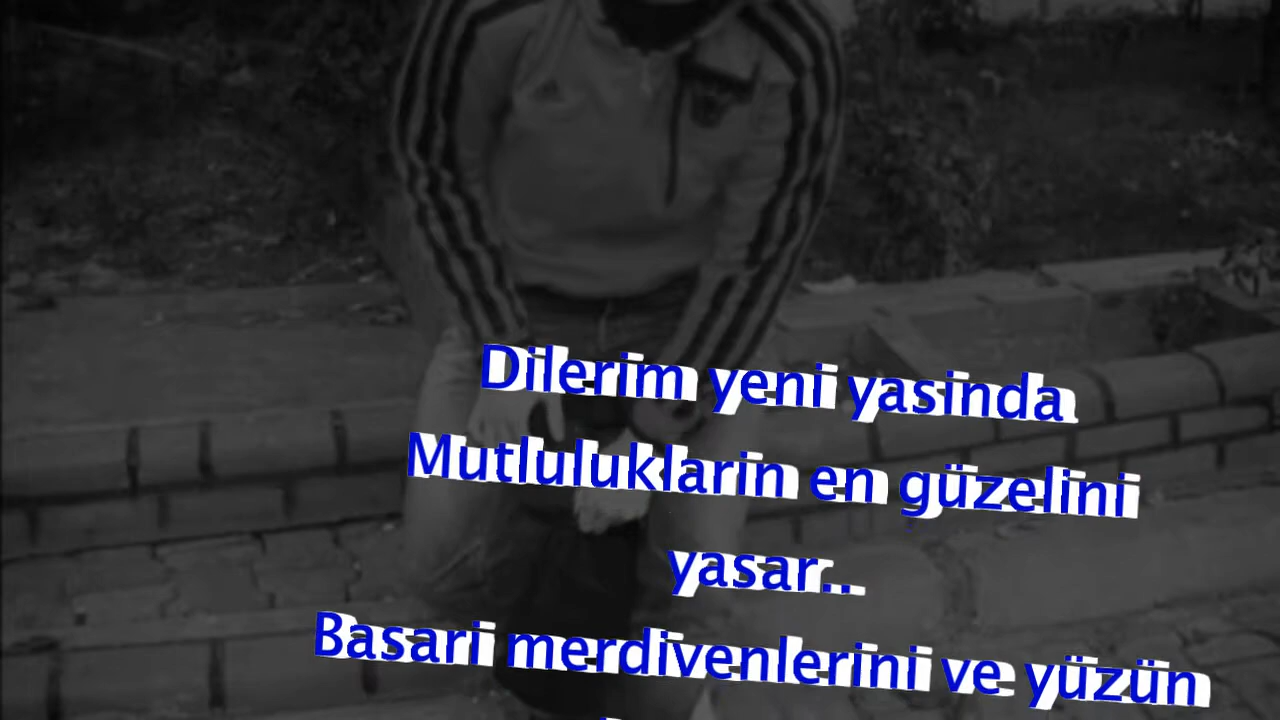 Dilerim yeni yasinda
Mutluluklarin en güzelini
yasar...
Basari merdivenlerini ve yüzün